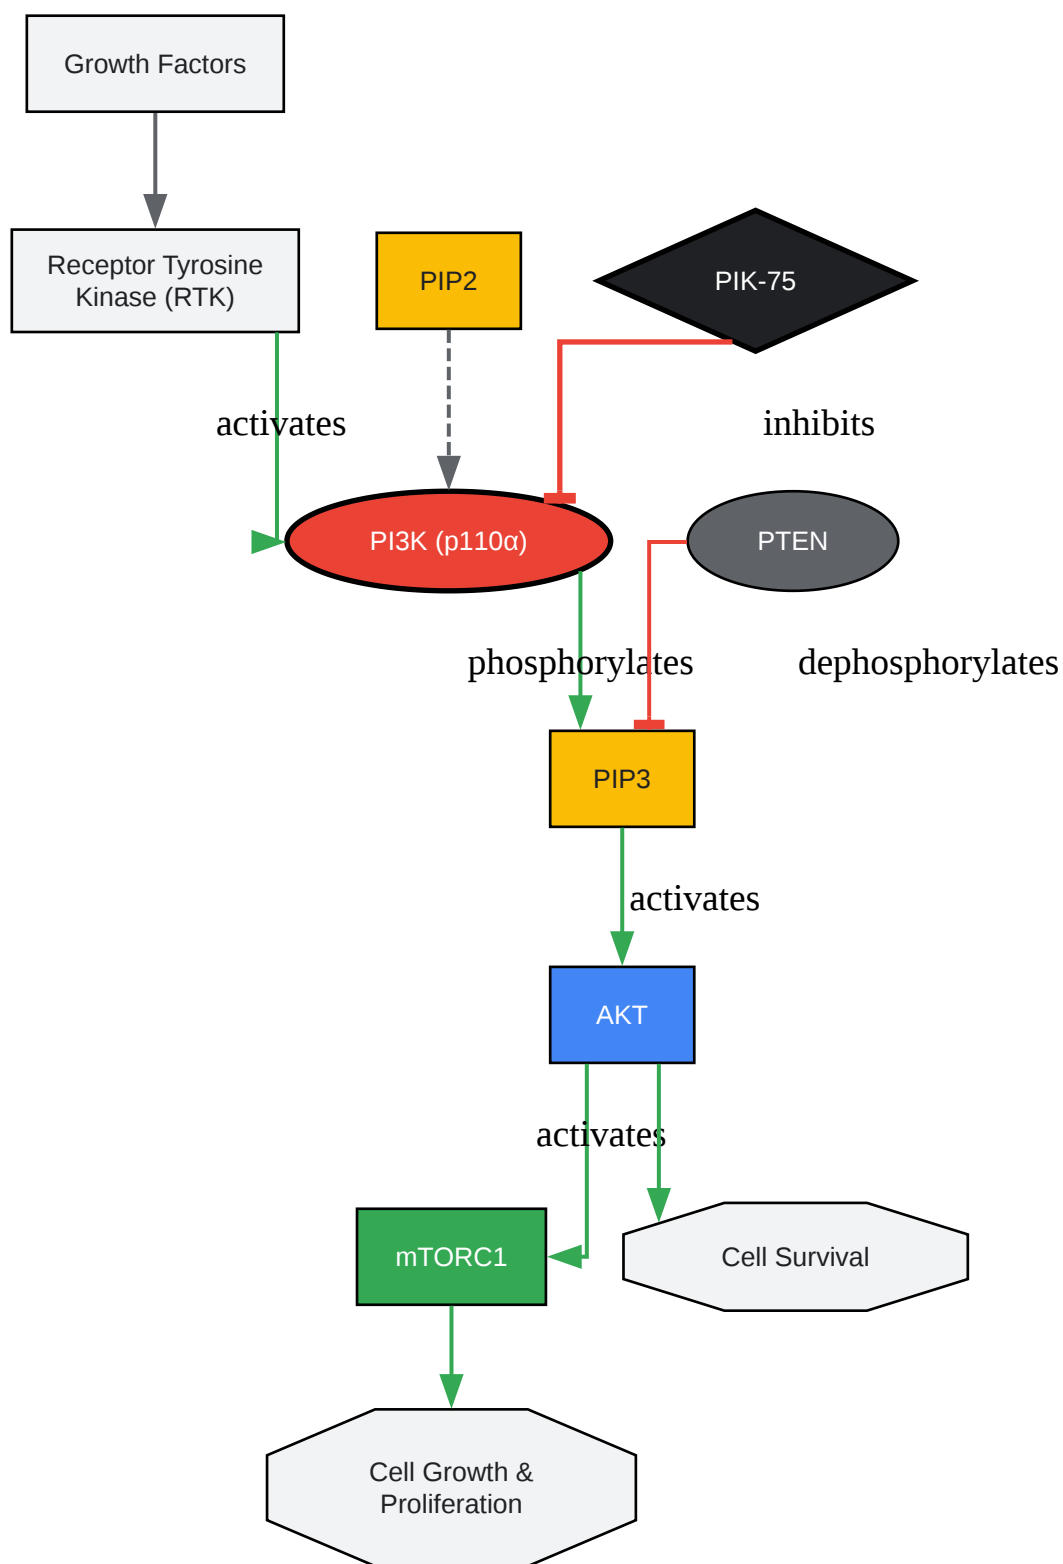 Growth Factors
Receptor Tyrosine
Kinase (RTK)
PIP2
PIK-75
activates
inhibits
PI3K (p110α)
PTEN
phosphorylates
dephosphorylates
PIP3
activates
AKT
activates
mTORC1
Cell Survival
Cell Growth &
Proliferation